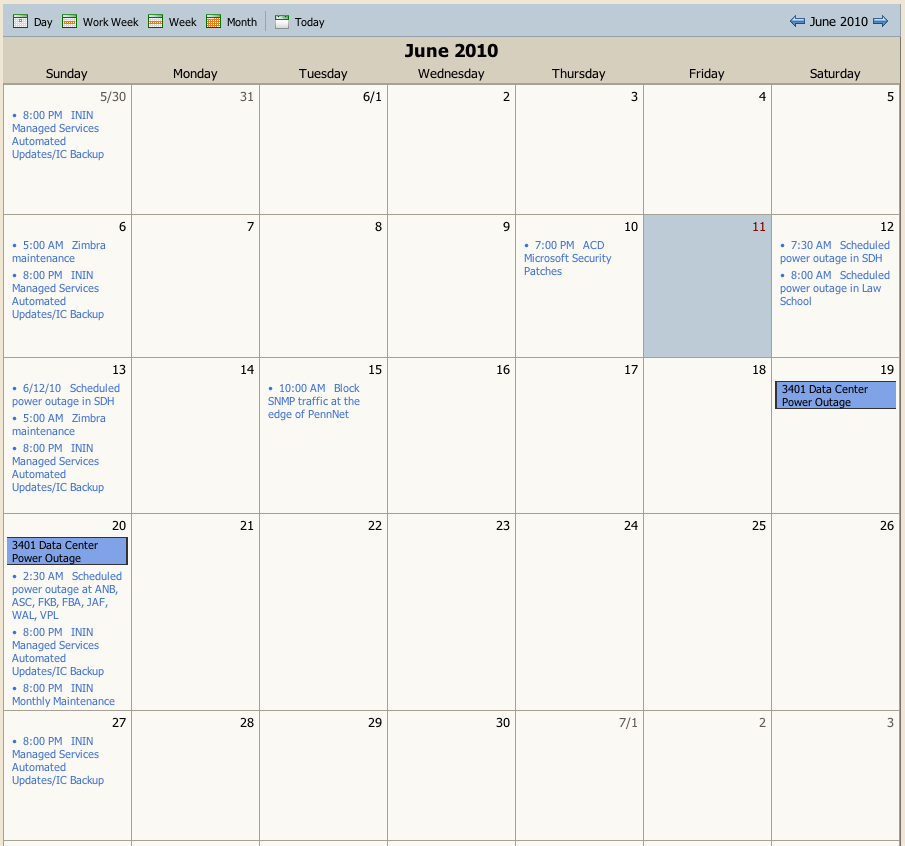 Day Work Week Week Month Today June 2010
June 2010
Sunday Monday Tuesday Wednesday Thursday Friday Saturday
5/30 31 6/1 2 3 4 5
• 8:00 PM ININ
Managed Services
Automated
Updates/IC Backup
6 7 8 9 10 11 12
• 5:00 AM Zimbra
maintenance
• 8:00 PM ININ
Managed Services
Automated
Updates/IC Backup
• 7:00 PM ACD
Microsoft Security
Patches
• 7:30 AM Scheduled
power outage in SDH
• 8:00 AM Scheduled
power outage in Law
School
13 14 15 16 17 18 19
• 6/12/10 Scheduled
power outage in SDH
• 5:00 AM Zimbra
maintenance
• 8:00 PM ININ
Managed Services
Automated
Updates/IC Backup
• 10:00 AM Block
SNMP traffic at the
edge of PennNet
3401 Data Center
Power Outage
20 21 22 23 24 25 26
3401 Data Center
Power Outage
• 2:30 AM Scheduled
power outage at ANB,
ASC, FKB, FBA, JAF,
WAL, VPL
• 8:00 PM ININ
Managed Services
Automated
Updates/IC Backup
• 8:00 PM ININ
Monthly Maintenance
27 28 29 30 7/1 2 3
• 8:00 PM ININ
Managed Services
Automated
Updates/IC Backup